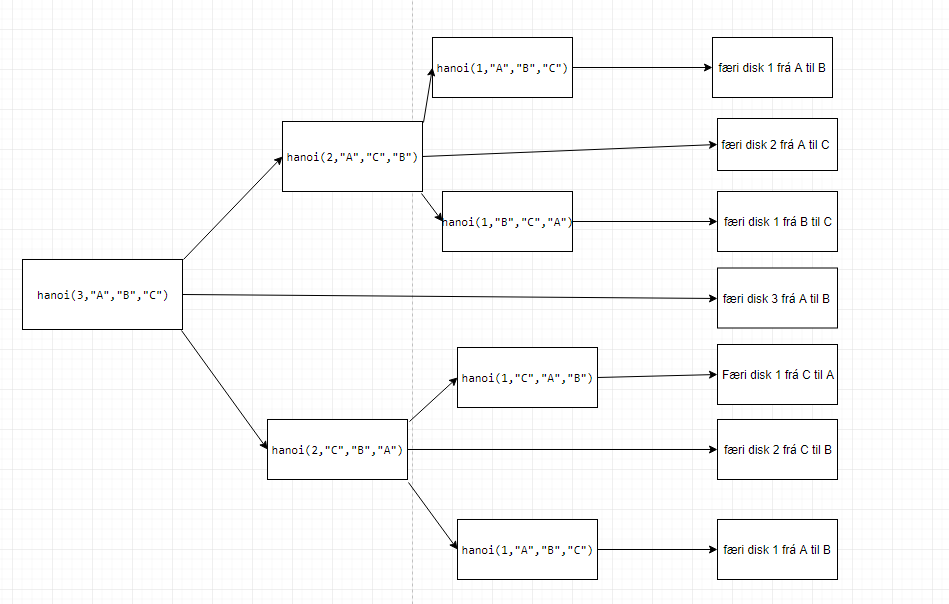 hanoi(1,"A","B","C")
færi disk 1 frá A til B
hanoi(2,"A","C","B")
færi disk 2 frá A til C
hanoi(1,"B","C","A")
færi disk 1 frá B til C
hanoi(3,"A","B","C")
færi disk 3 frá A til B
hanoi(1,"C","A","B")
Færi disk 1 frá C til A
hanoi(2,"C","B","A")
færi disk 2 frá C til B
hanoi(1,"A","B","C")
færi disk 1 frá A til B